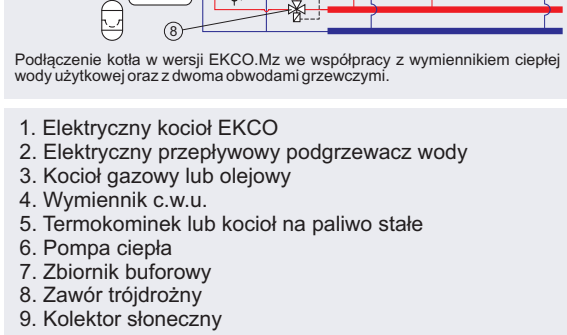 8
Podłączenie kotła w wersji EKCO.Mz we współpracy z wymiennikiem ciepłej
wody użytkowej oraz z dwoma obwodami grzewczymi.
1. Elektryczny kocioł EKCO
2. Elektryczny przepływowy podgrzewacz wody
3. Kocioł gazowy lub olejowy
4. Wymiennik c.w.u.
5. Termokominek lub kocioł na paliwo stałe
6. Pompa ciepła
7. Zbiornik buforowy
8. Zawór trójdrożny
9. Kolektor słoneczny